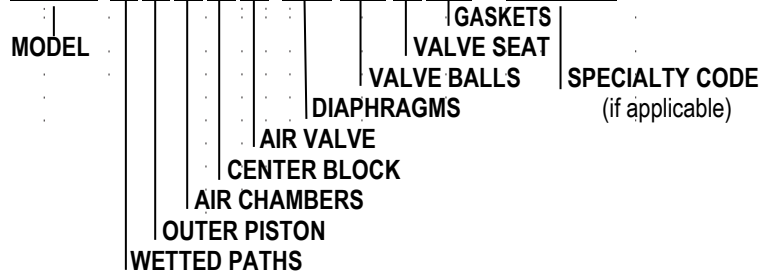 GASKETS
MODEL VALVE SEAT
VALVE BALLS SPECIALTY CODE
DIAPHRAGMS (if applicable)
AIR VALVE
CENTER BLOCK
AIR CHAMBERS
OUTER PISTON
WETTED PATHS